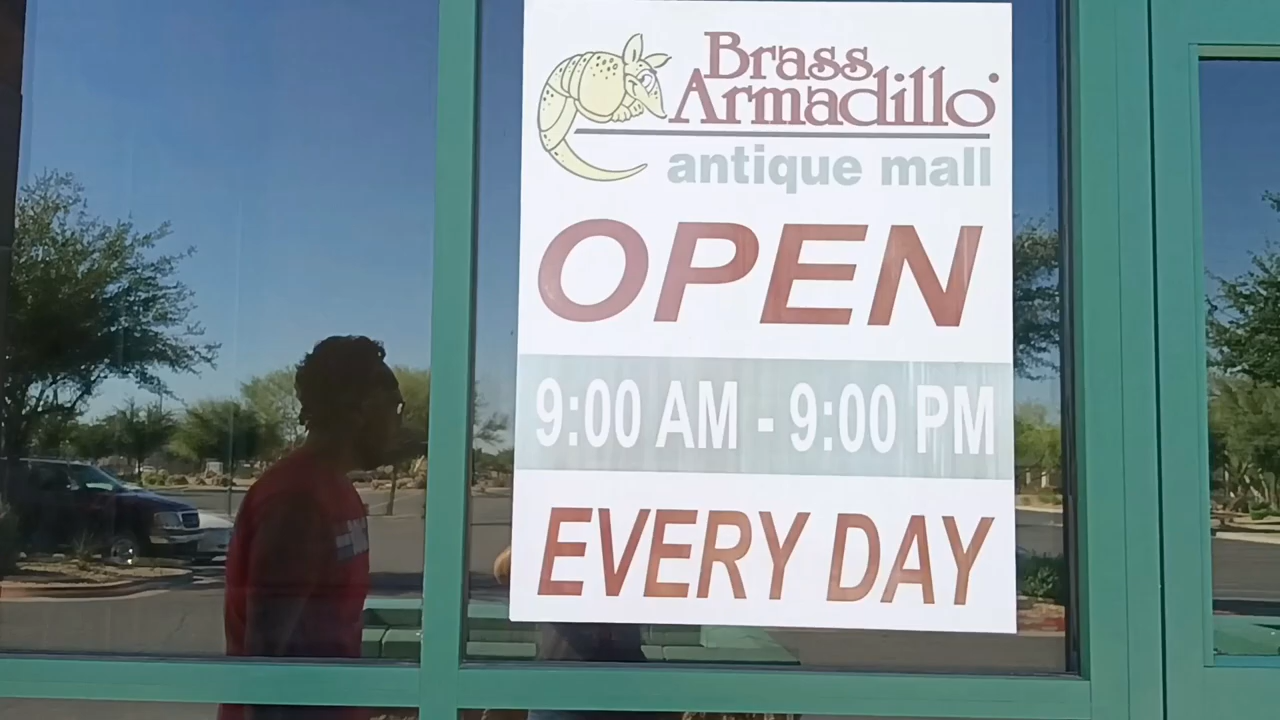 Brass
Armadillo
antique mall
OPEN
9:00 AM - 9:00 PM
EVERY DAY